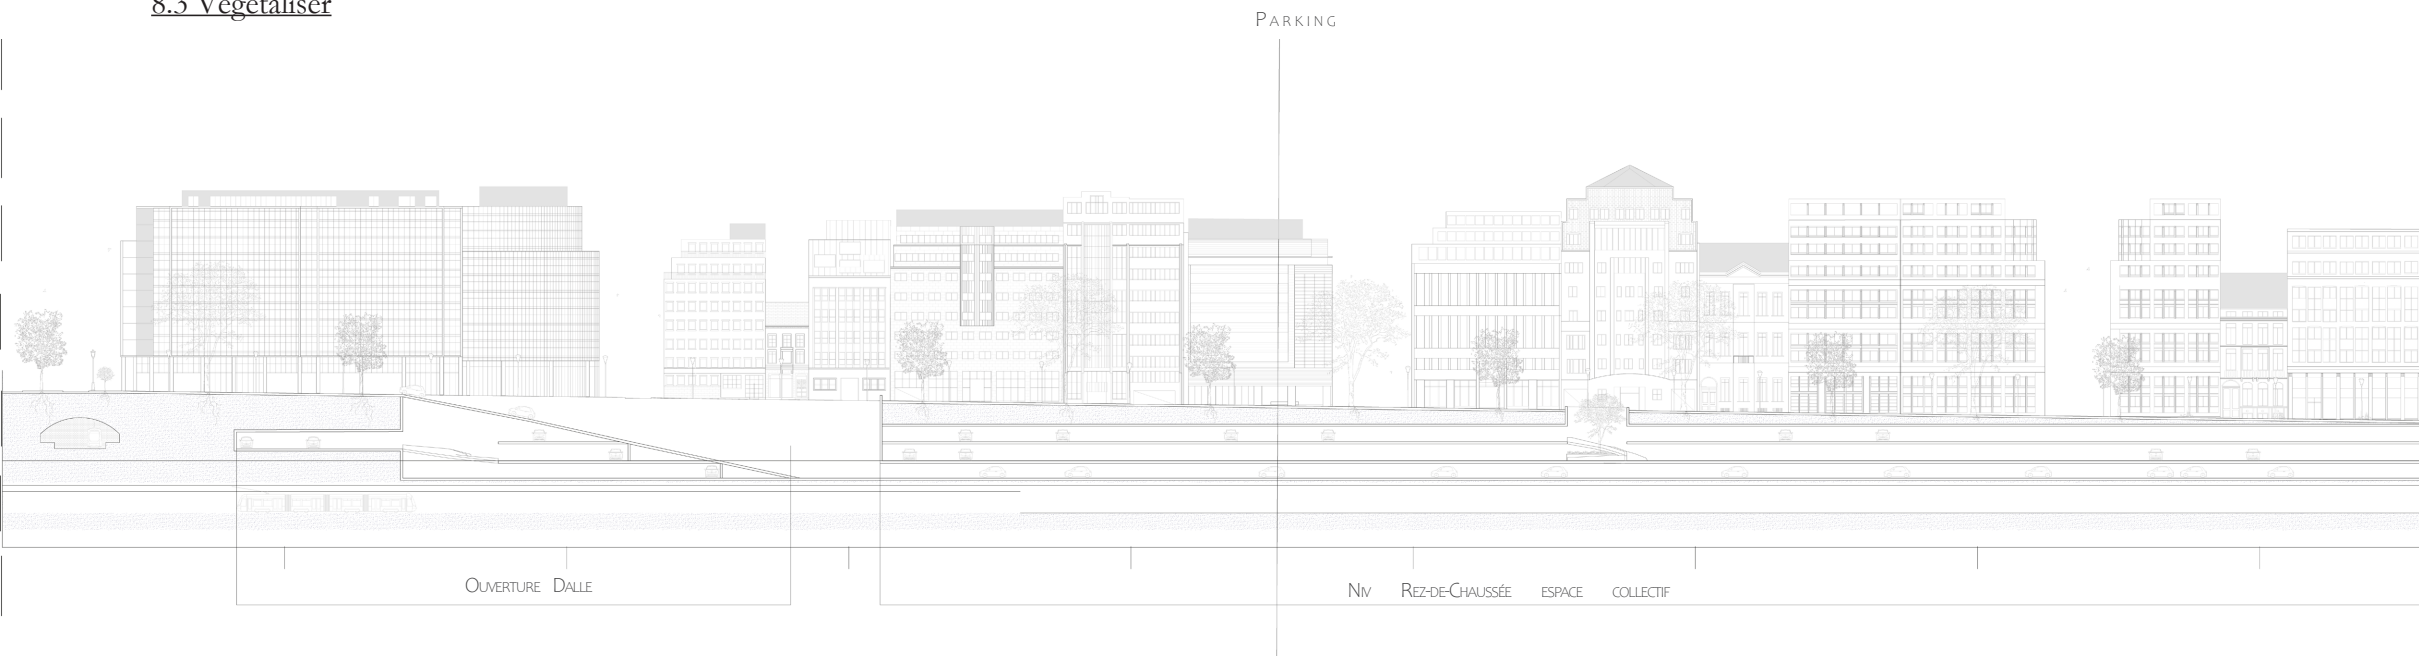 8.3 Végétaliser
PARKING
OUVERTURE DALLE
NIV REZ-DE-CHAUSSÉE ESPACE COLLECTIF